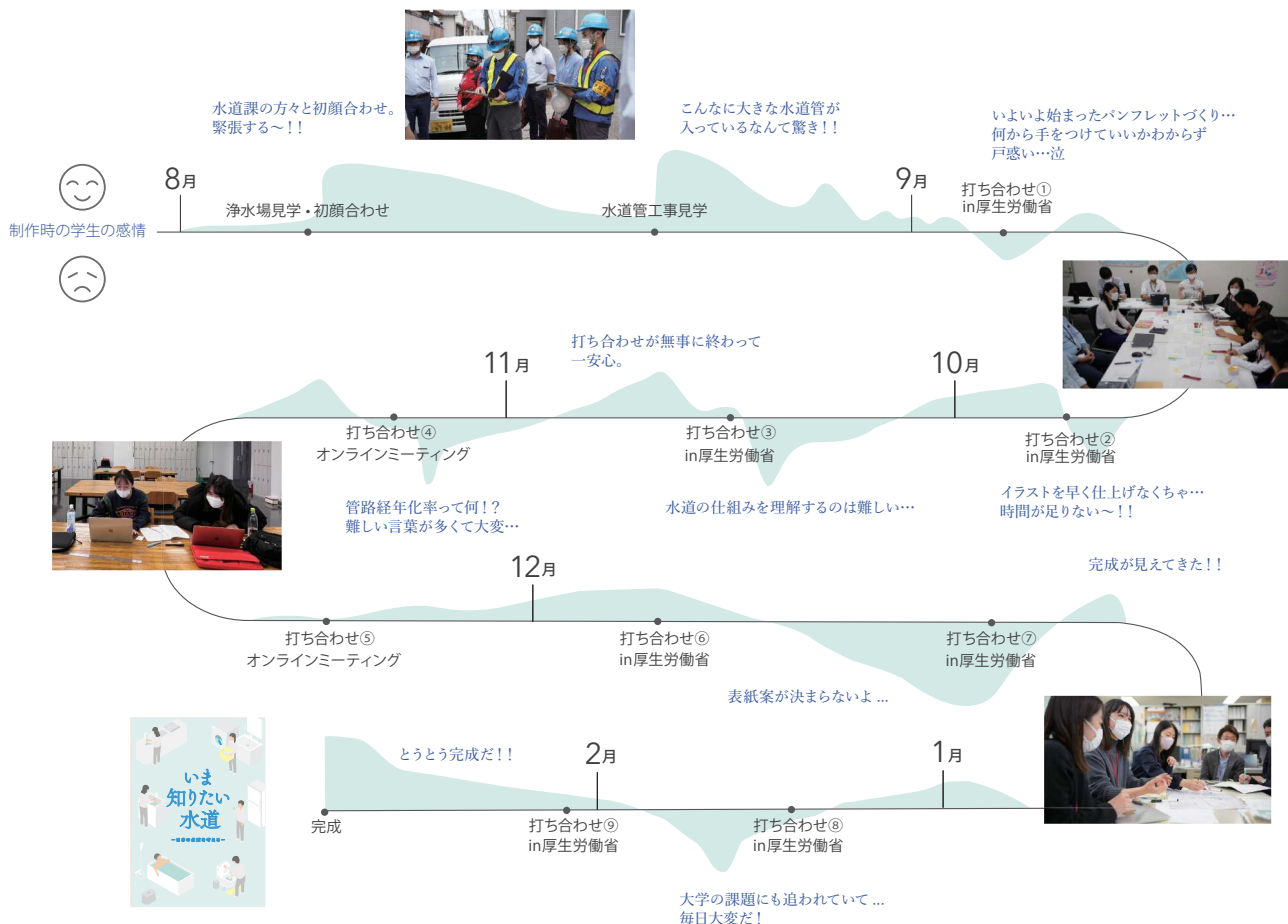 水道課の方々と初顔合わせ。
緊張する〜！！
こんなに大きな水道管が
入っているなんて驚き！！
いよいよ始まったパンフレットづくり…
何から手をつけていいかわからず
戸惑い…泣
8月
9月
打ち合わせ①
in厚生労働省
浄水場見学・初顔合わせ
水道管工事見学
制作時の学生の感情
打ち合わせが無事に終わって
一安心。
10月
11月
打ち合わせ②
in厚生労働省
打ち合わせ③
in厚生労働省
打ち合わせ④
オンラインミーティング
イラストを早く仕上げなくちゃ…
時間が足りない〜！！
水道の仕組みを理解するのは難しい…
管路経年化率って何！？
難しい言葉が多くて大変…
12月
完成が見えてきた！！
打ち合わせ⑤
オンラインミーティング
打ち合わせ⑥
in厚生労働省
打ち合わせ⑦
in厚生労働省
表紙案が決まらないよ...
1月
2月
とうとう完成だ！！
打ち合わせ⑧
in厚生労働省
打ち合わせ⑨
in厚生労働省
完成
大学の課題にも追われていて...
毎日大変だ！
いま
知りたい
水道